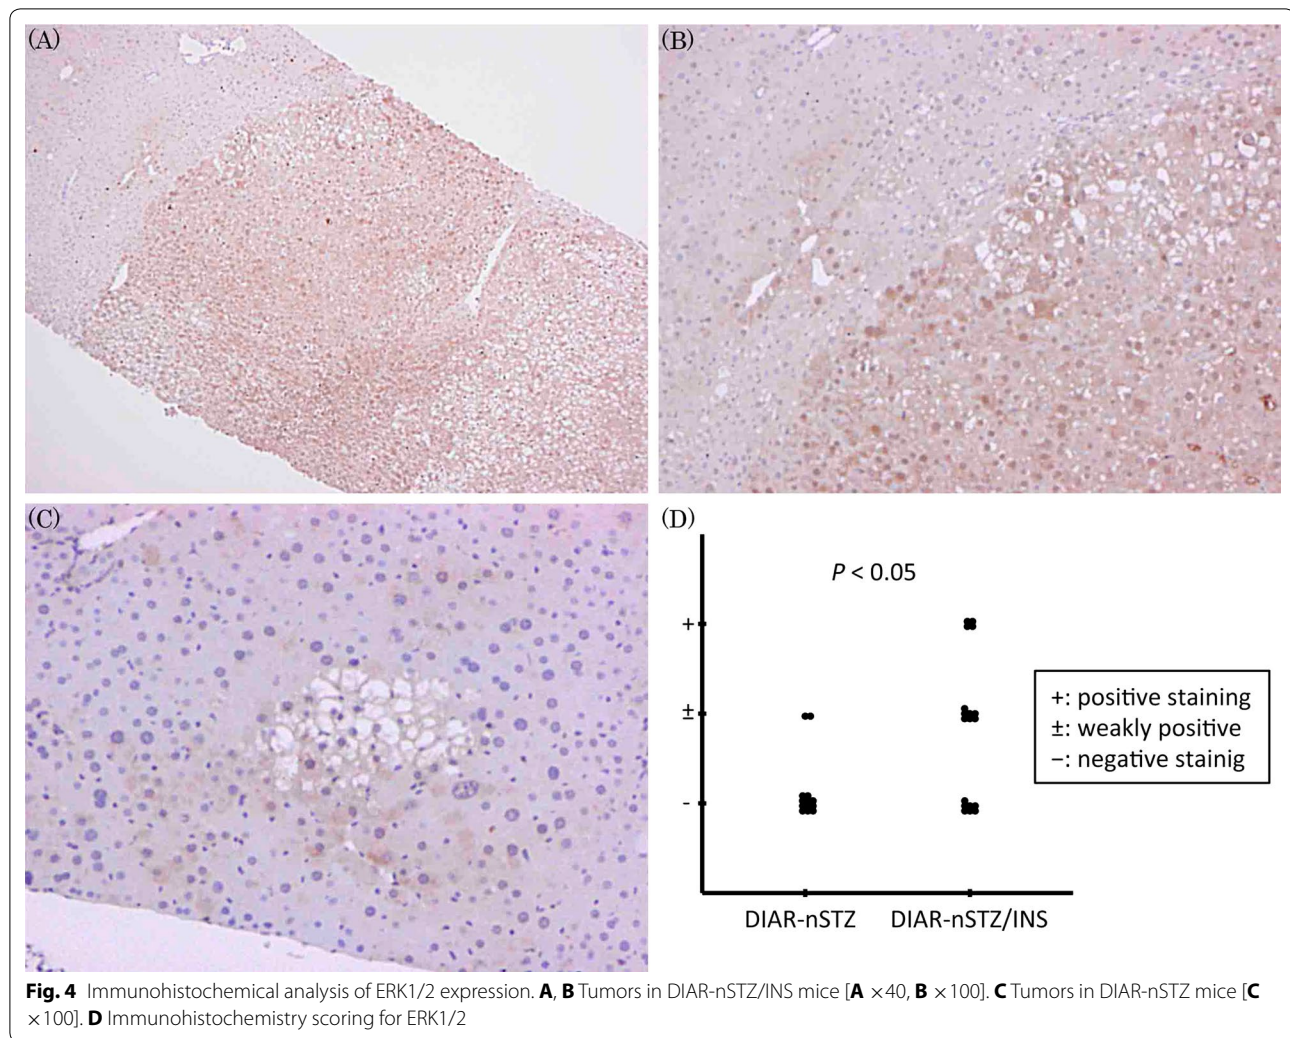 (A)
(B)
(C)
(D)
P < 0.05
+
±
-
+: positive staining
±: weakly positive
−: negative stainig
DIAR-nSTZ
DIAR-nSTZ/INS
Fig. 4 Immunohistochemical analysis of ERK1/2 expression. A, B Tumors in DIAR-nSTZ/INS mice [A ×40, B ×100]. C Tumors in DIAR-nSTZ mice [C
×100]. D Immunohistochemistry scoring for ERK1/2